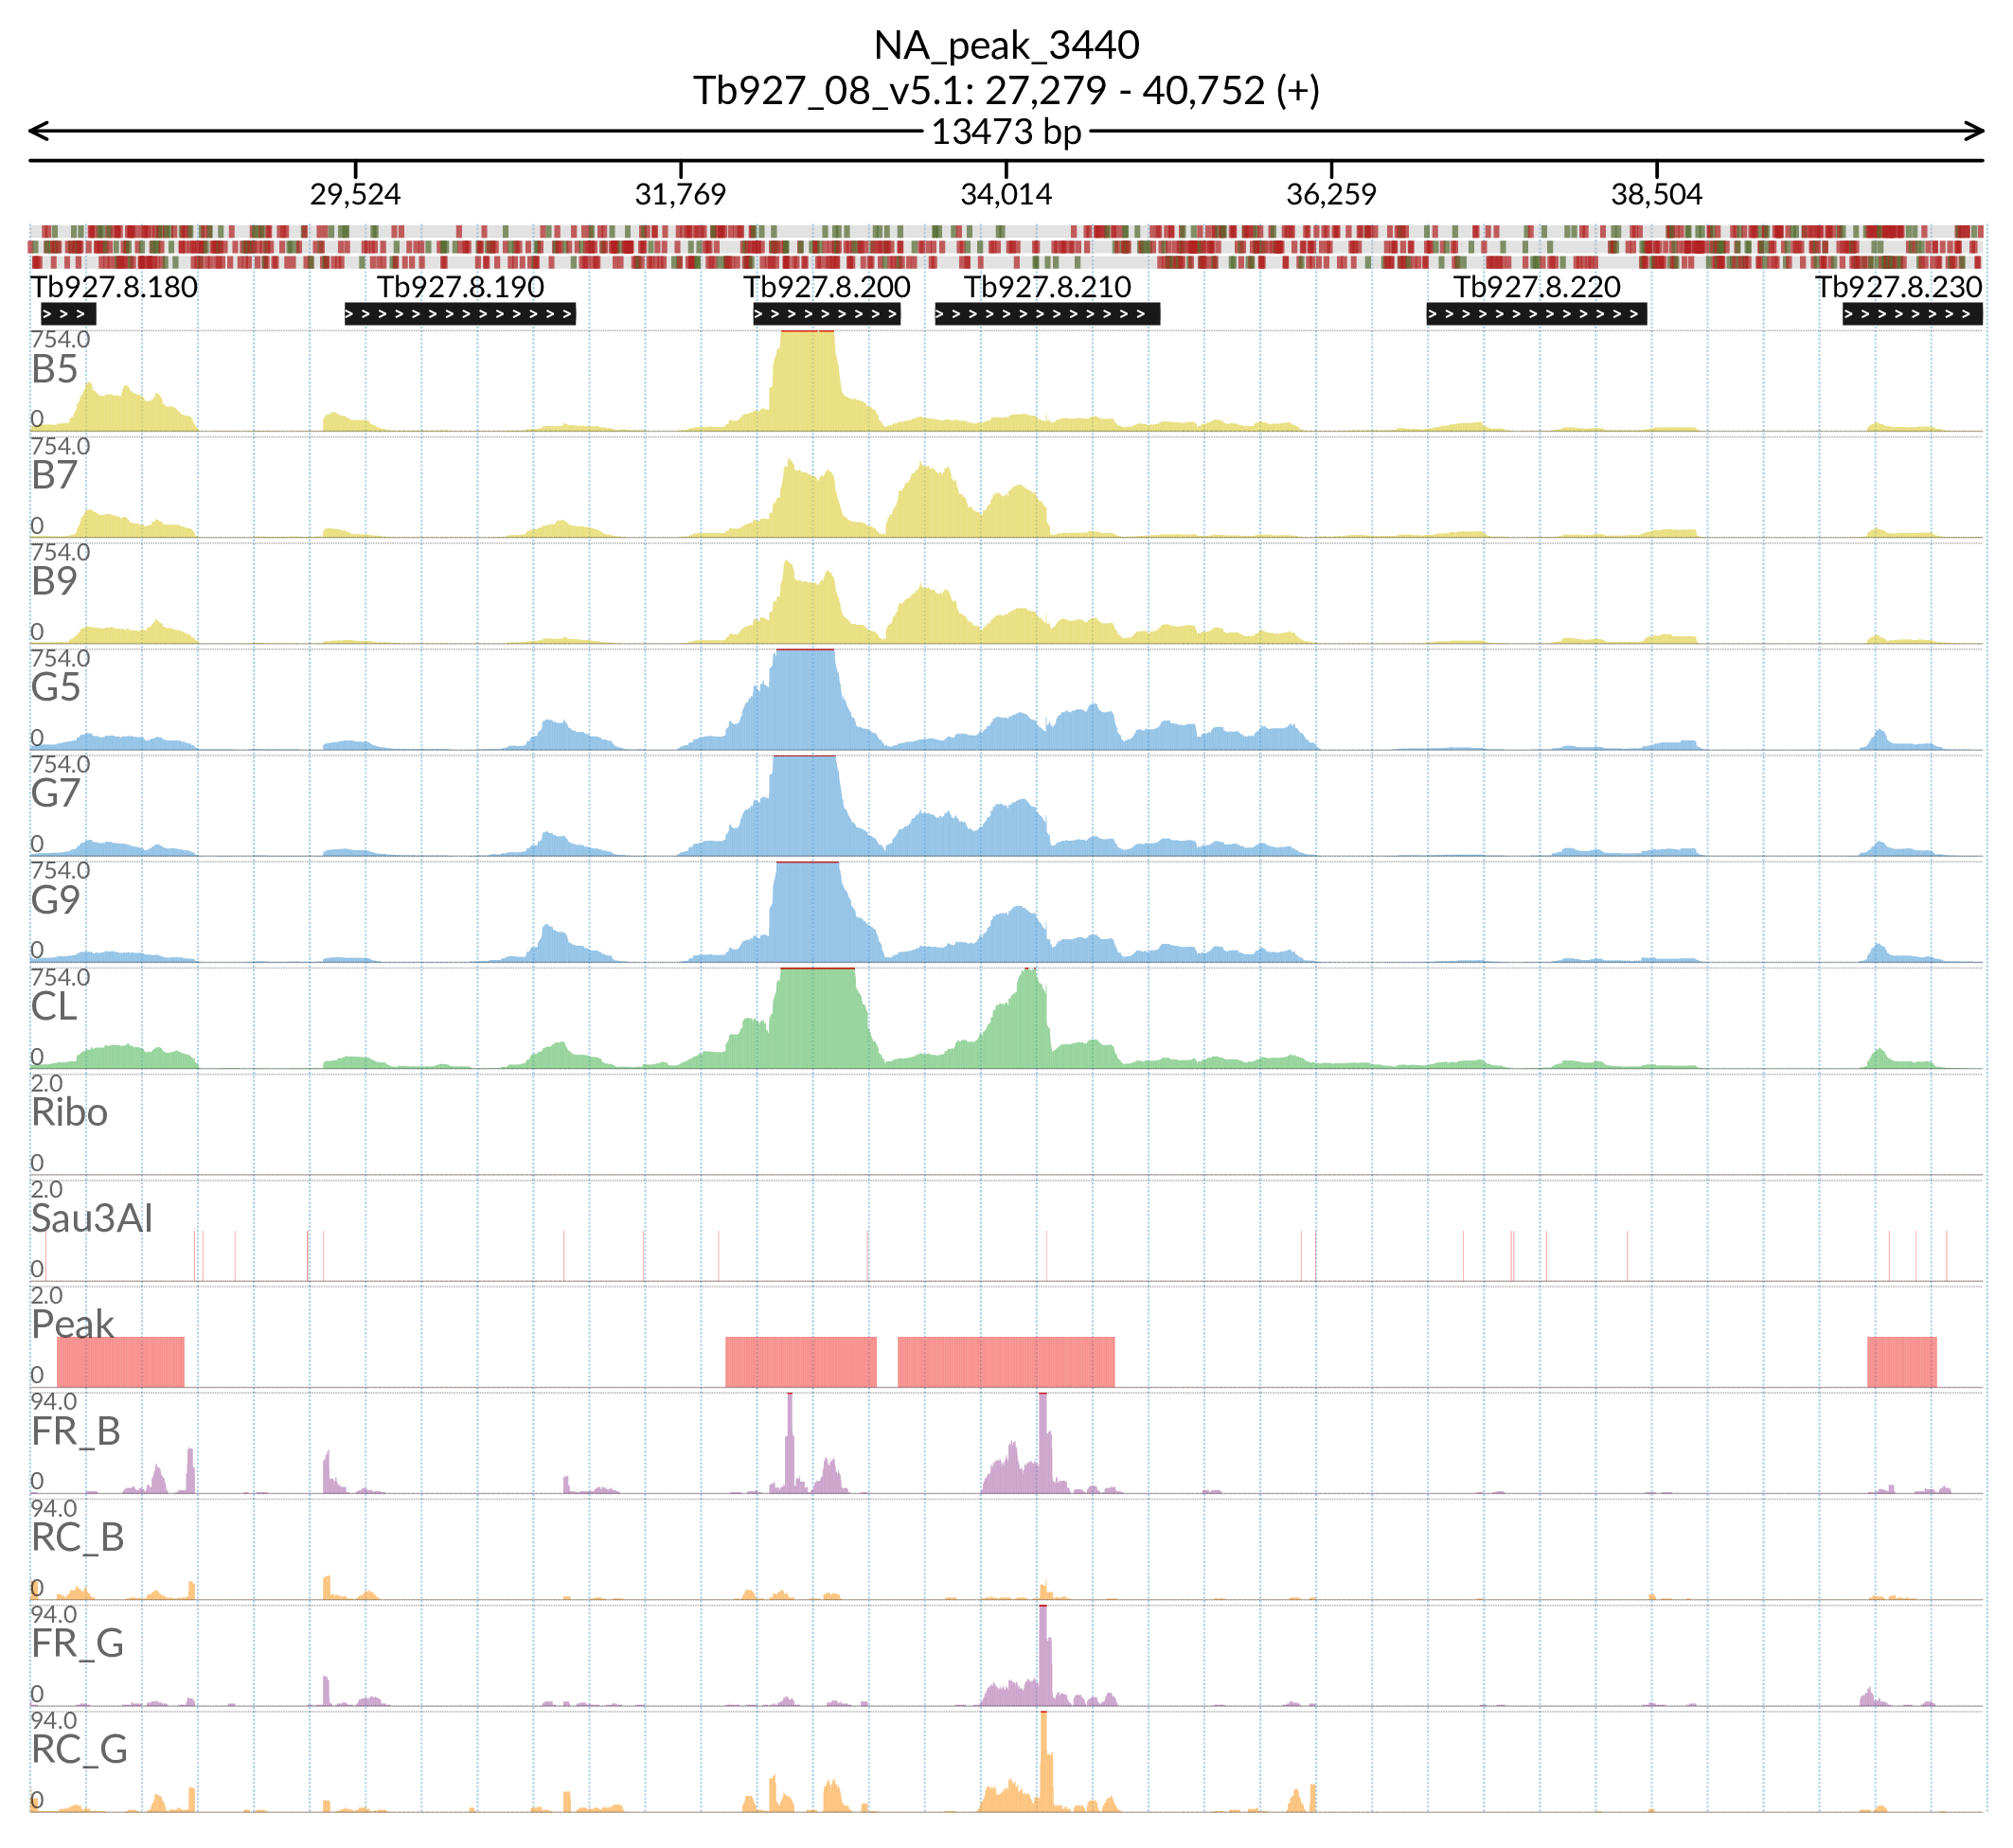 NA_peak_3440
Tb927_08_v5.1: 27,279 - 40,752 (+)
13473 bp
29,524 31,769 34,014 36,259 38,504
Tb927.8.180 Tb927.8.190 Tb927.8.200 Tb927.8.210 Tb927.8.220 Tb927.8.230
754.0
B5
0
754.0
B7
0
754.0
B9
0
754.0
G5
0
754.0
G7
0
754.0
G9
0
754.0
CL
0
2.0
Ribo
0
2.0
Sau3AI
0
2.0
Peak
0
94.0
FR_B
0
94.0
RC_B
0
94.0
FR_G
0
94.0
RC_G
0